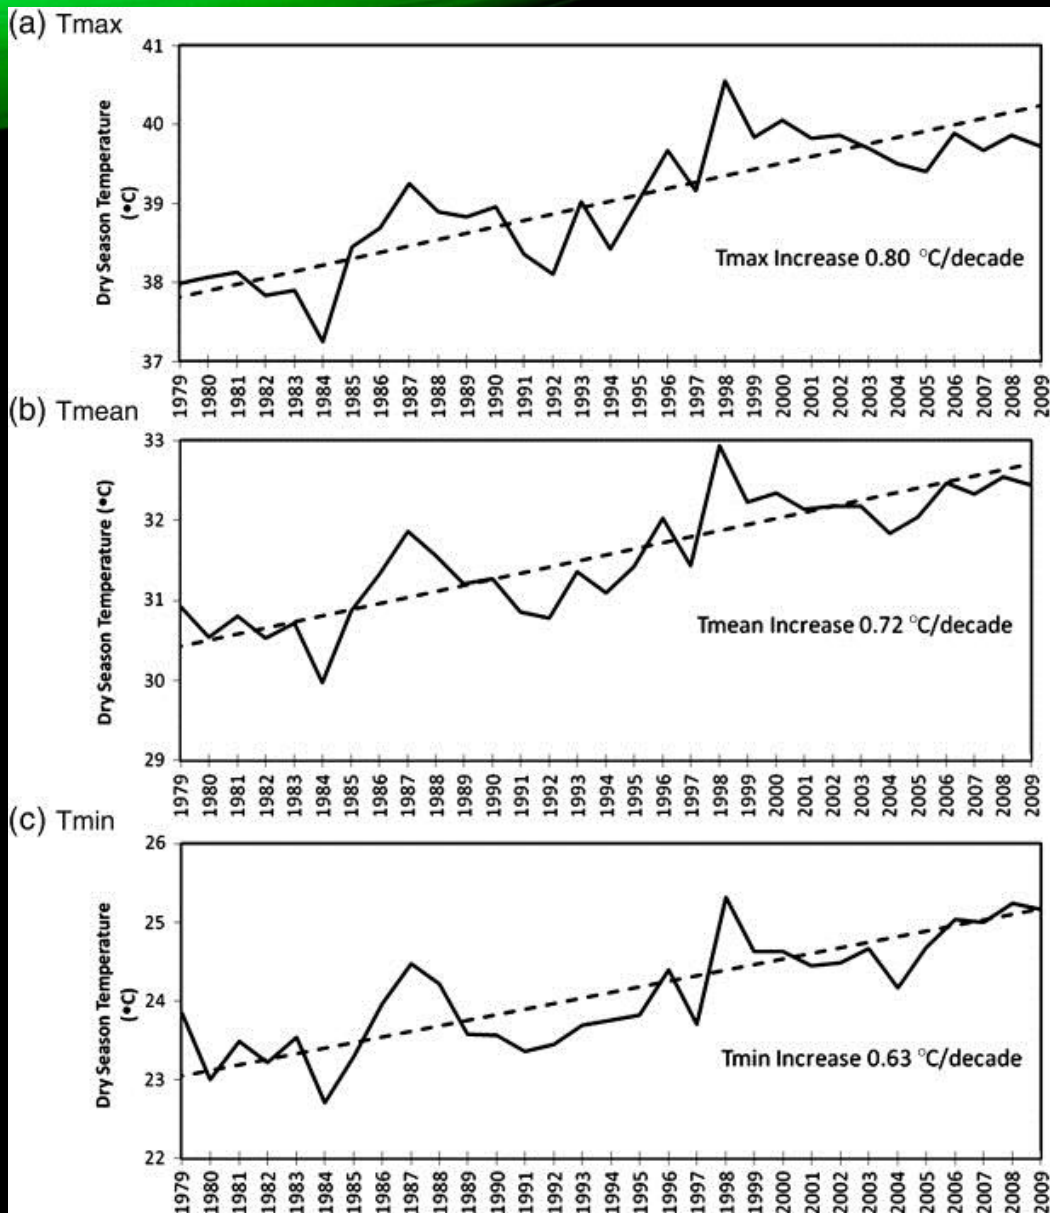 (a) Tmax
Dry Season Temperature
(•C)
41
40
39
38
37
Tmax Increase 0.80 °C/decade
1979 1980 1981 1982 1983 1984 1985 1986 1987 1988 1989 1990 1991 1992 1993 1994 1995 1996 1997 1998 1999 2000 2001 2002 2003 2004 2005 2006 2007 2008 2009
(b) Tmean
Dry Season Temperature (•C)
33
32
31
30
29
Tmean Increase 0.72 °C/decade
1979 1980 1981 1982 1983 1984 1985 1986 1987 1988 1989 1990 1991 1992 1993 1994 1995 1996 1997 1998 1999 2000 2001 2002 2003 2004 2005 2006 2007 2008 2009
(c) Tmin
Dry Season Temperature
(•C)
26
25
24
23
22
Tmin Increase 0.63 °C/decade
1979 1980 1981 1982 1983 1984 1985 1986 1987 1988 1989 1990 1991 1992 1993 1994 1995 1996 1997 1998 1999 2000 2001 2002 2003 2004 2005 2006 2007 2008 2009